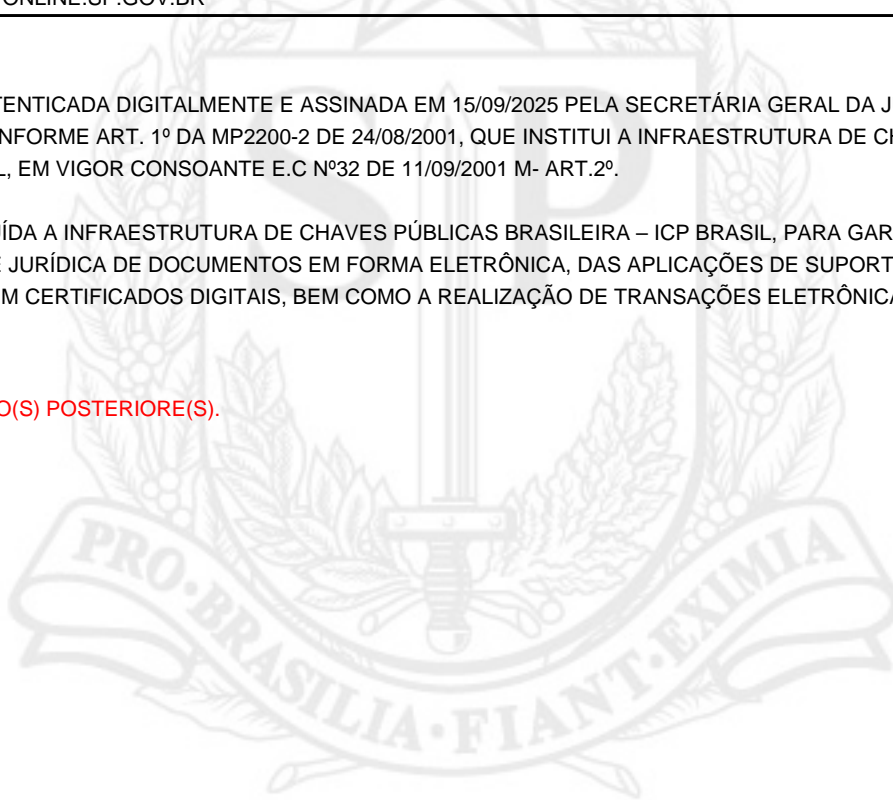 ONLINE.SP.GOV.BR
TENTICADA DIGITALMENTE E ASSINADA EM 15/09/2025 PELA SECRETÁRIA GERAL DA J
NFORME ART. 1º DA MP2200-2 DE 24/08/2001, QUE INSTITUI A INFRAESTRUTURA DE CH
L, EM VIGOR CONSOANTE E.C Nº32 DE 11/09/2001 M- ART.2º.
UÍDA A INFRAESTRUTURA DE CHAVES PÚBLICAS BRASILEIRA – ICP BRASIL, PARA GAR
E JURÍDICA DE DOCUMENTOS EM FORMA ELETRÔNICA, DAS APLICAÇÕES DE SUPORT
M CERTIFICADOS DIGITAIS, BEM COMO A REALIZAÇÃO DE TRANSAÇÕES ELETRÔNICA
O(S) POSTERIORE(S).
SP
PRO·BRASILIA·FIANT·EXIMIA